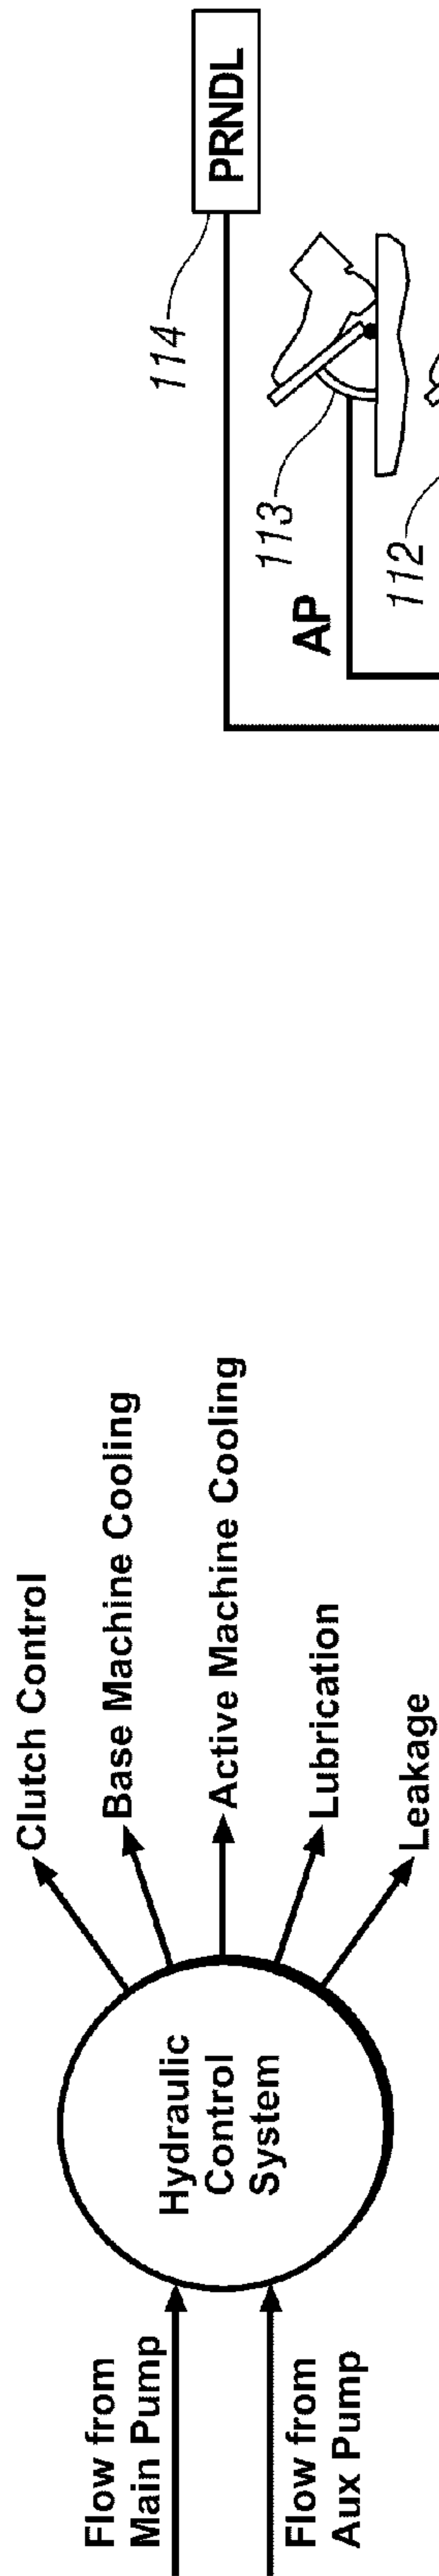 Flow from
Main Pump
Flow from
Aux Pump
Hydraulic
Control
System
Clutch Control
Base Machine Cooling
Active Machine Cooling
Lubrication
Leakage
114
PRNDL
113
AP
112